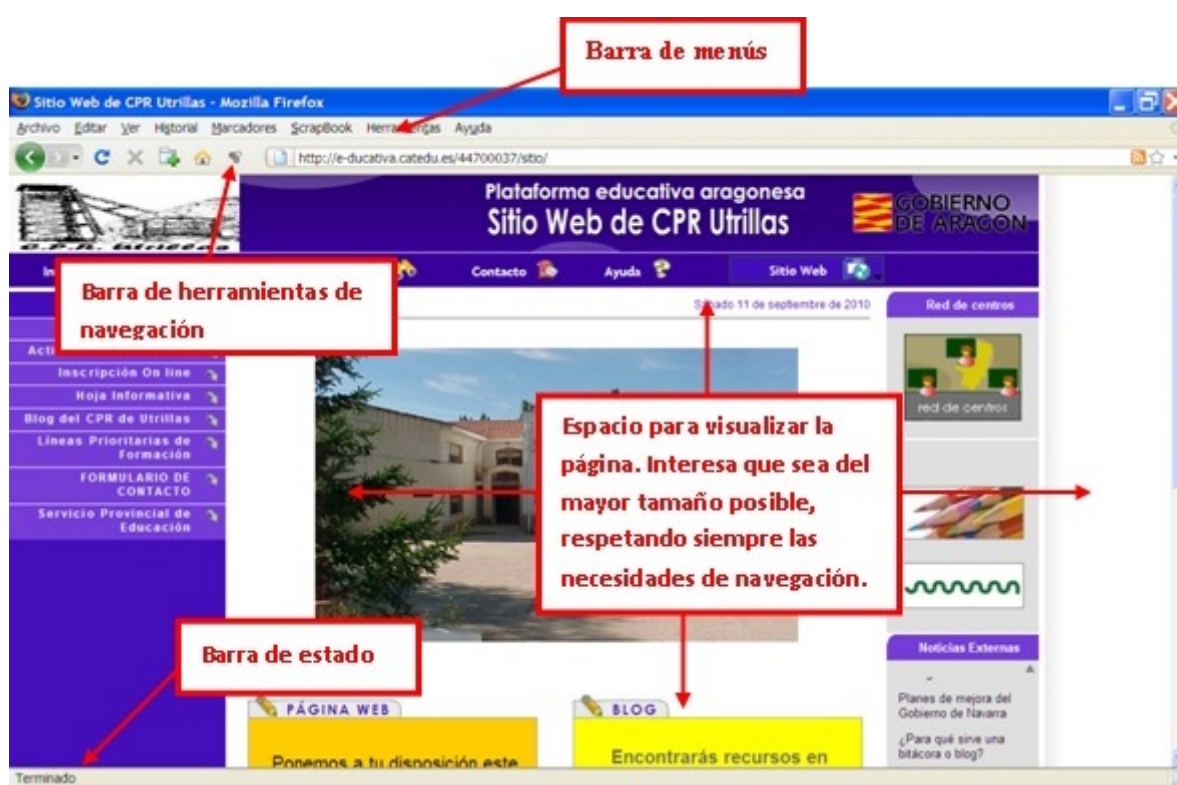 Barra de menús
Sitio Web de CPR Utrillas - Mozilla Firefox
Archivo Editar Ver Historial Marcadores ScrapBook Herramientas Ayuda
http://e-ducativa.catedu.es/44700037/sitio/
Plataforma educativa aragonesa
Sitio Web de CPR Utrillas
GOBIERNO
DE ARAGON
C.P.R. Utrillas
Contacto Ayuda Sitio Web
Barra de herramientas de
navegación
Sábado 11 de septiembre de 2010
Red de centros
Inscripción On line
Hoja Informativa
Blog del CPR de Utrillas
Líneas Prioritarias de
Formación
FORMULARIO DE
CONTACTO
Servicio Provincial de
Educación
red de centros
Espacio para visualizar la
página. Interesa que sea del
mayor tamaño posible,
respetando siempre las
necesidades de navegación.
Barra de estado
Noticias Externas
Planes de mejora del
Gobierno de Navarra
¿Para qué sirve una
bitácora o blog?
PÁGINA WEB
Ponemos a tu disposición este
BLOG
Encontrarás recursos en
Terminado